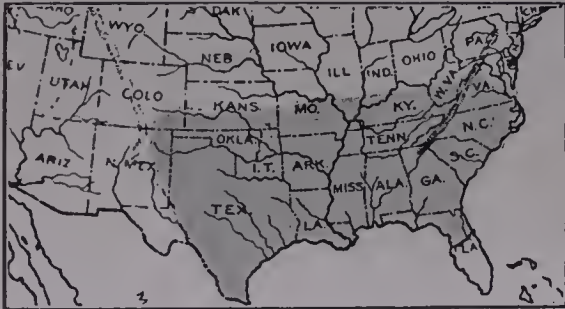 WYO.
DAK
IOWA
NEB
PA.
OHIO
ILL
IND.
W.VA.
VA.
UTAH
COLO
KANS.
MO.
KY.
N.C.
OKLA.
TENN.
S.C.
ARIZ
N. MEX.
I.T.
ARK.
MISS
ALA.
GA.
TEX.
LA.
FLA